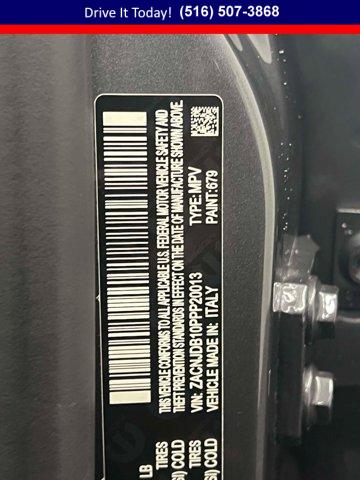 Drive It Today! (516) 507-3868
THIS VEHICLE CONFORMS TO ALL APPLICABLE U.S. FEDERAL MOTOR VEHICLE SAFETY AND
THEFT PREVENTION STANDARDS IN EFFECT ON THE DATE OF MANUFACTURE SHOWN ABOVE.
VIN: ZACNJDB10PPP20013 TYPE: MPV
VEHICLE MADE IN: ITALY PAINT: 679
LB
TIRES
SI) COLD
TIRES
SI) COLD